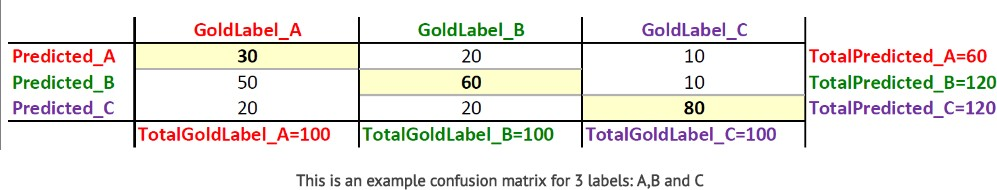 GoldLabel_A GoldLabel_B GoldLabel_C
Predicted_A 30 20 10 TotalPredicted_A=60
Predicted_B 50 60 10 TotalPredicted_B=120
Predicted_C 20 20 80 TotalPredicted_C=120
TotalGoldLabel_A=100 TotalGoldLabel_B=100 TotalGoldLabel_C=100
This is an example confusion matrix for 3 labels: A,B and C